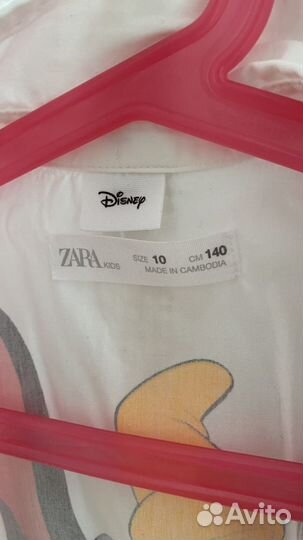 Disney
ZARA KIDS SIZE 10 CM 140
MADE IN CAMBODIA
Avito